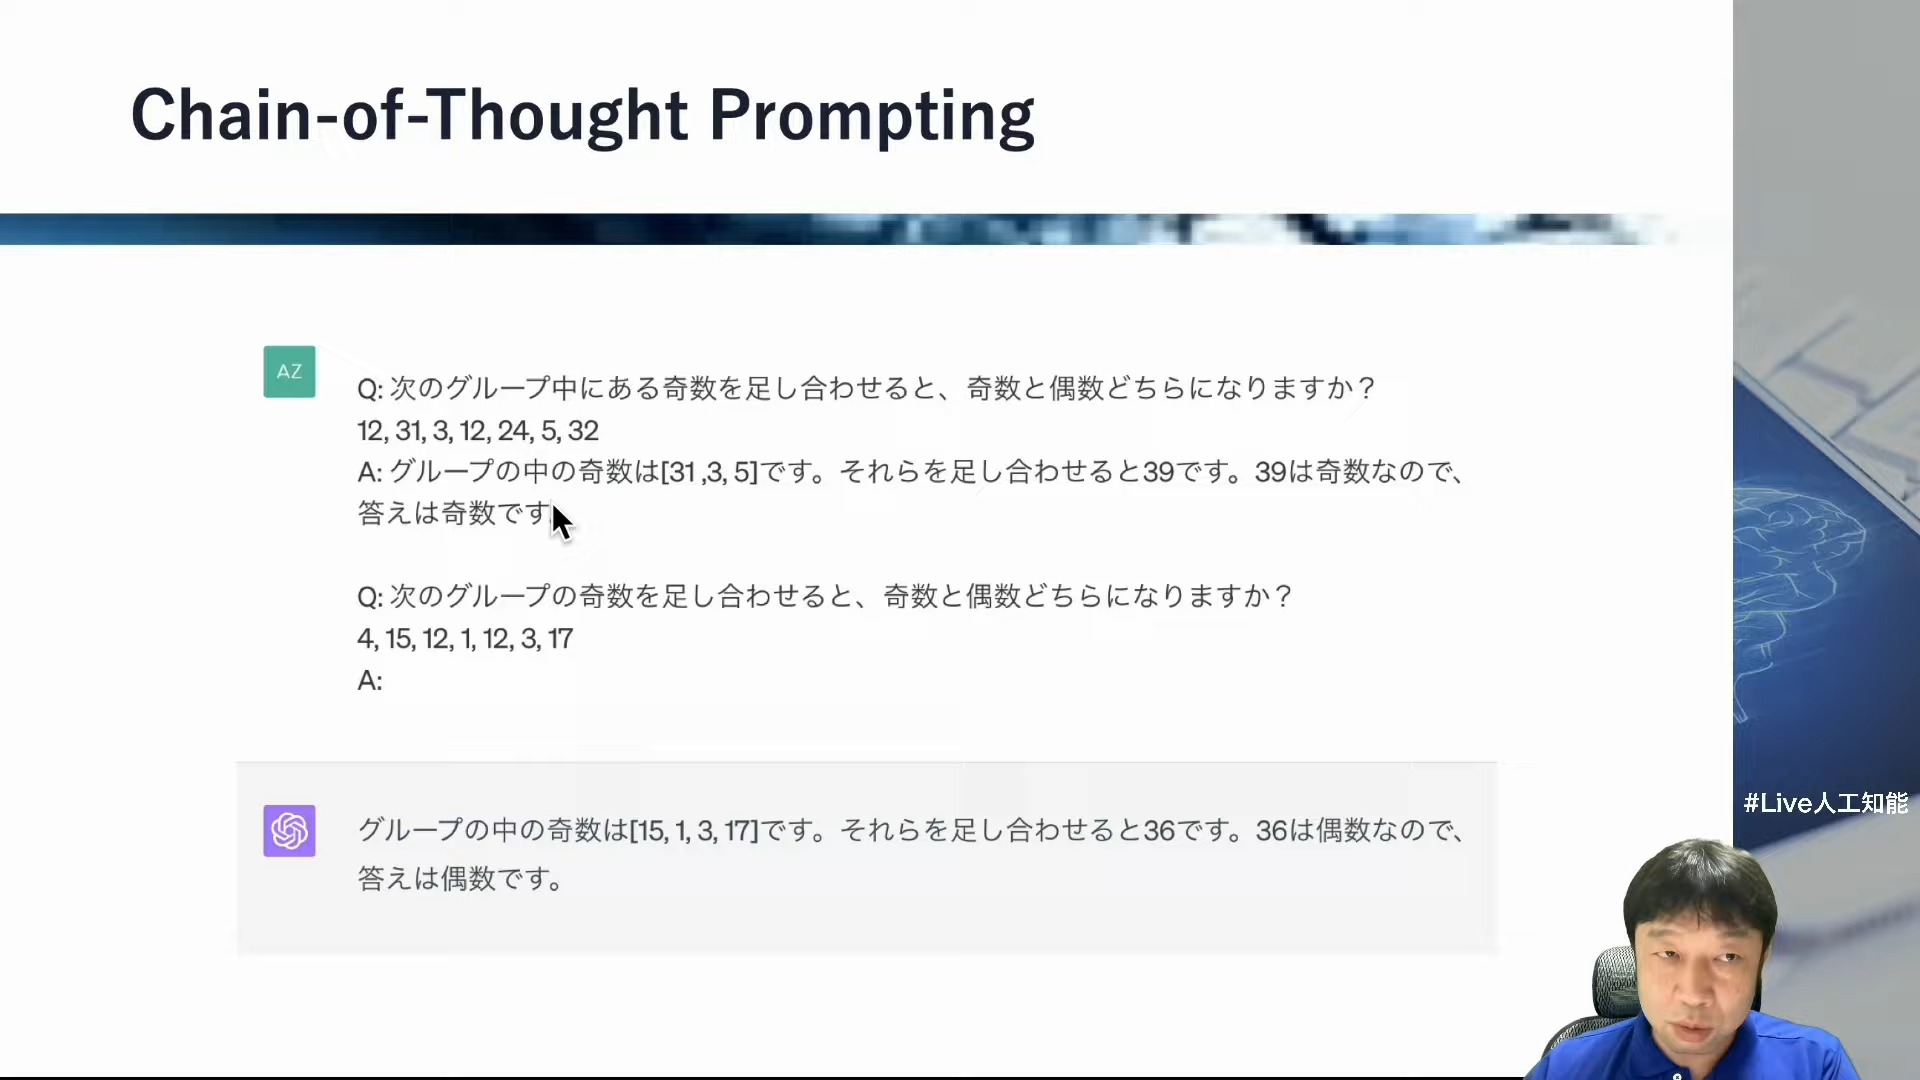 Chain-of-Thought Prompting
AZ
Q: 次のグループ中にある奇数を足し合わせると、奇数と偶数どちらになりますか？
12, 31, 3, 12, 24, 5, 32
A: グループの中の奇数は[31 ,3, 5]です。それらを足し合わせると39です。39は奇数なので、
答えは奇数です
Q: 次のグループの奇数を足し合わせると、奇数と偶数どちらになりますか？
4, 15, 12, 1, 12, 3, 17
A:
グループの中の奇数は[15, 1, 3, 17]です。それらを足し合わせると36です。36は偶数なので、
答えは偶数です。
#Live人工知能